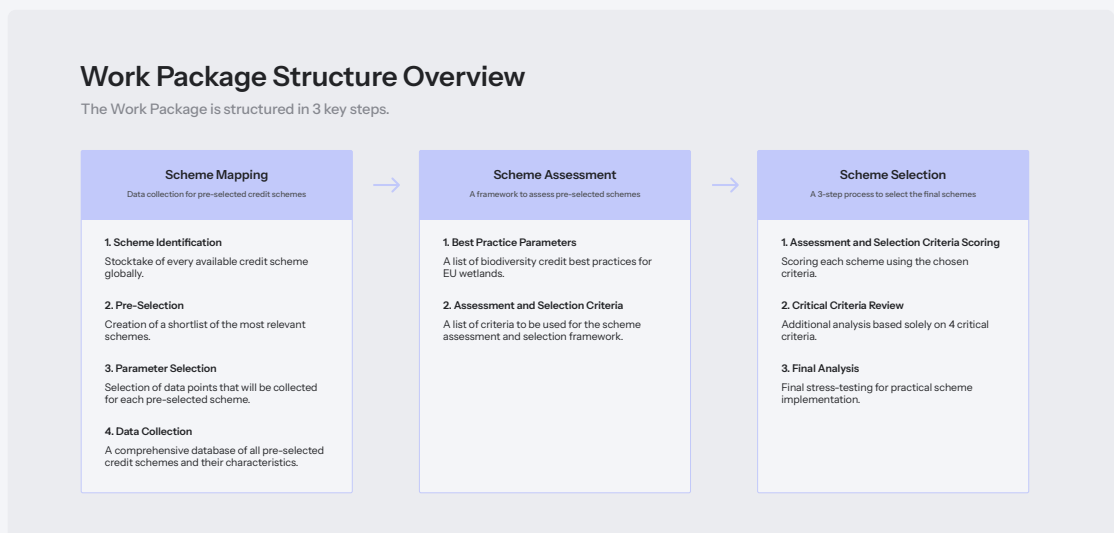 Work Package Structure Overview
The Work Package is structured in 3 key steps.
Scheme Mapping
Data collection for pre-selected credit schemes
1. Scheme Identification
Stocktake of every available credit scheme
globally.
2. Pre-Selection
Creation of a shortlist of the most relevant
schemes.
3. Parameter Selection
Selection of data points that will be collected
for each pre-selected scheme.
4. Data Collection
A comprehensive database of all pre-selected
credit schemes and their characteristics.
Scheme Assessment
A framework to assess pre-selected schemes
1. Best Practice Parameters
A list of biodiversity credit best practices for
EU wetlands.
2. Assessment and Selection Criteria
A list of criteria to be used for the scheme
assessment and selection framework.
Scheme Selection
A 3-step process to select the final schemes
1. Assessment and Selection Criteria Scoring
Scoring each scheme using the chosen
criteria.
2. Critical Criteria Review
Additional analysis based solely on 4 critical
criteria.
3. Final Analysis
Final stress-testing for practical scheme
implementation.